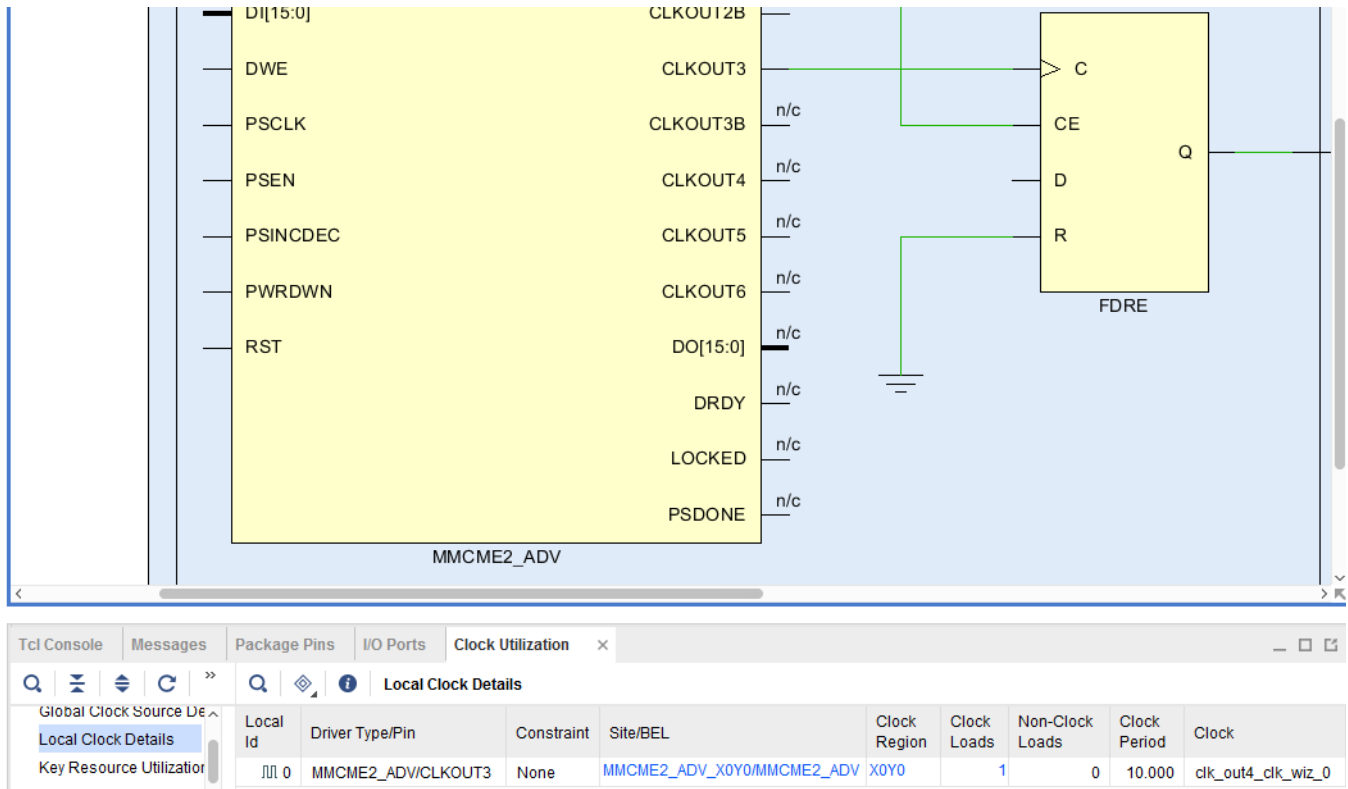 DI[15:0] CLKOUT2B
DWE CLKOUT3 C
n/c
PSCLK CLKOUT3B CE
Q
n/c
PSEN CLKOUT4 D
n/c
PSINCDEC CLKOUT5 R
n/c
PWRDWN CLKOUT6
FDRE
n/c
RST DO[15:0]
n/c
DRDY
n/c
LOCKED
n/c
PSDONE
MMCME2_ADV
Tcl Console Messages Package Pins I/O Ports Clock Utilization
Local Clock Details
Global Clock Source De
Local Clock Details
Key Resource Utilization
Local Id Driver Type/Pin Constraint Site/BEL Clock Region Clock Loads Non-Clock Loads Clock Period Clock
0 MMCME2_ADV/CLKOUT3 None MMCME2_ADV_X0Y0/MMCME2_ADV X0Y0 1 0 10.000 clk_out4_clk_wiz_0